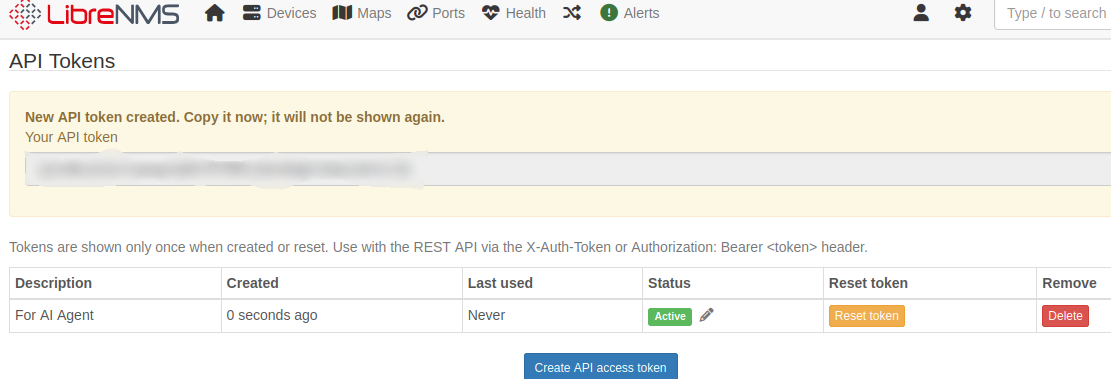 LibreNMS Devices Maps Ports Health Alerts Type / to search
API Tokens
New API token created. Copy it now; it will not be shown again.
Your API token
Tokens are shown only once when created or reset. Use with the REST API via the X-Auth-Token or Authorization: Bearer <token> header.
Description Created Last used Status Reset token Remove
For AI Agent 0 seconds ago Never Active Reset token Delete
Create API access token